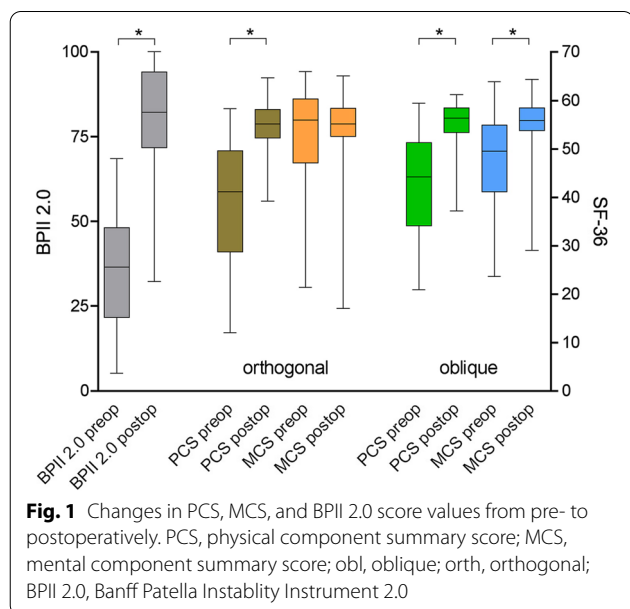 * * * *
100 70
60
75
50
40
BPII 2.0 50 SF-36
30
25 20
10
orthogonal oblique
0 0
BPII 2.0 preop
BPII 2.0 postop
PCS preop
PCS postop
MCS preop
MCS postop
PCS preop
PCS postop
MCS preop
MCS postop
Fig. 1 Changes in PCS, MCS, and BPII 2.0 score values from pre- to
postoperatively. PCS, physical component summary score; MCS,
mental component summary score; obl, oblique; orth, orthogonal;
BPII 2.0, Banff Patella Instablity Instrument 2.0